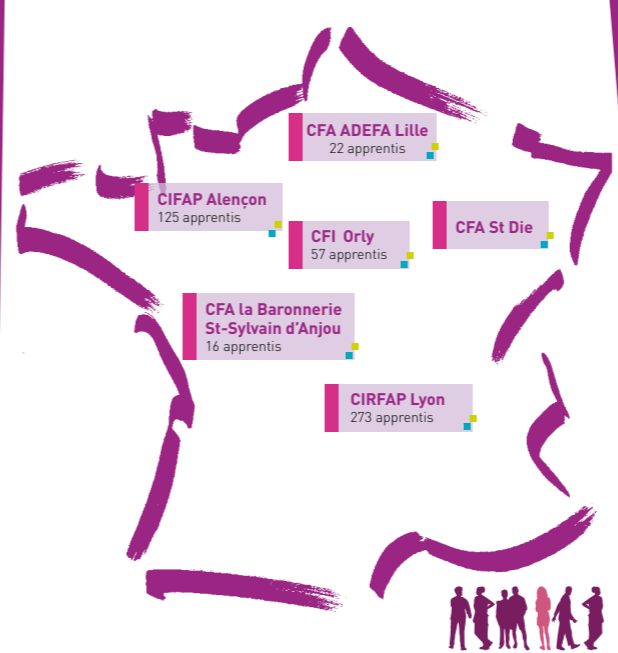 CFA ADEFA Lille
22 apprentis
CIFAP Alençon
125 apprentis
CFA St Die
CFI Orly
57 apprentis
CFA la Baronnerie
St-Sylvain d'Anjou
16 apprentis
CIRFAP Lyon
273 apprentis